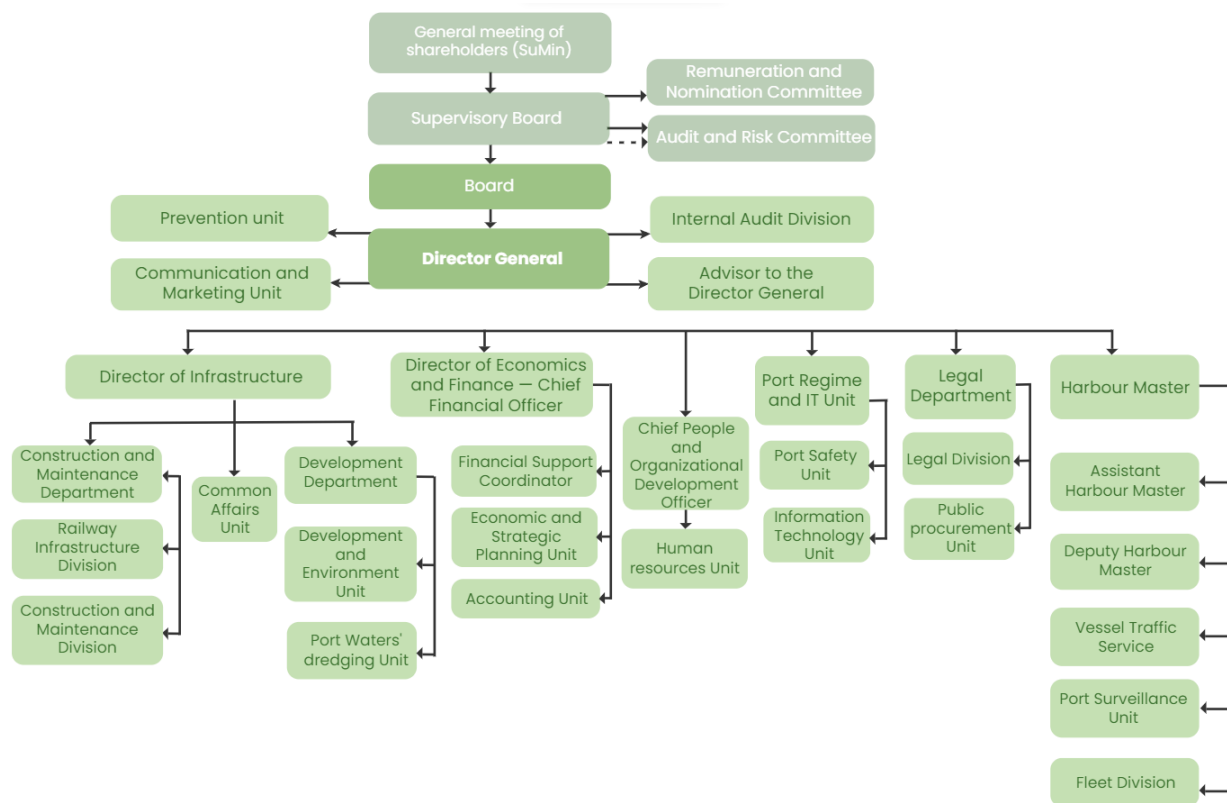 General meeting of
shareholders (SuMin)
Remuneration and
Nomination Committee
Supervisory Board
Audit and Risk Committee
Board
Prevention unit
Internal Audit Division
Director General
Communication and
Marketing Unit
Advisor to the
Director General
Director of Infrastructure
Director of Economics
and Finance — Chief
Financial Officer
Port Regime
and IT Unit
Legal
Department
Harbour Master
Construction and
Maintenance
Department
Common
Affairs
Unit
Development
Department
Financial Support
Coordinator
Chief People
and
Organizational
Development
Officer
Port Safety
Unit
Legal Division
Assistant
Harbour Master
Railway
Infrastructure
Division
Development
and
Environment
Unit
Economic and
Strategic
Planning Unit
Human
resources Unit
Information
Technology
Unit
Public
procurement
Unit
Deputy Harbour
Master
Construction and
Maintenance
Division
Port Waters'
dredging Unit
Accounting Unit
Vessel Traffic
Service
Port Surveillance
Unit
Fleet Division